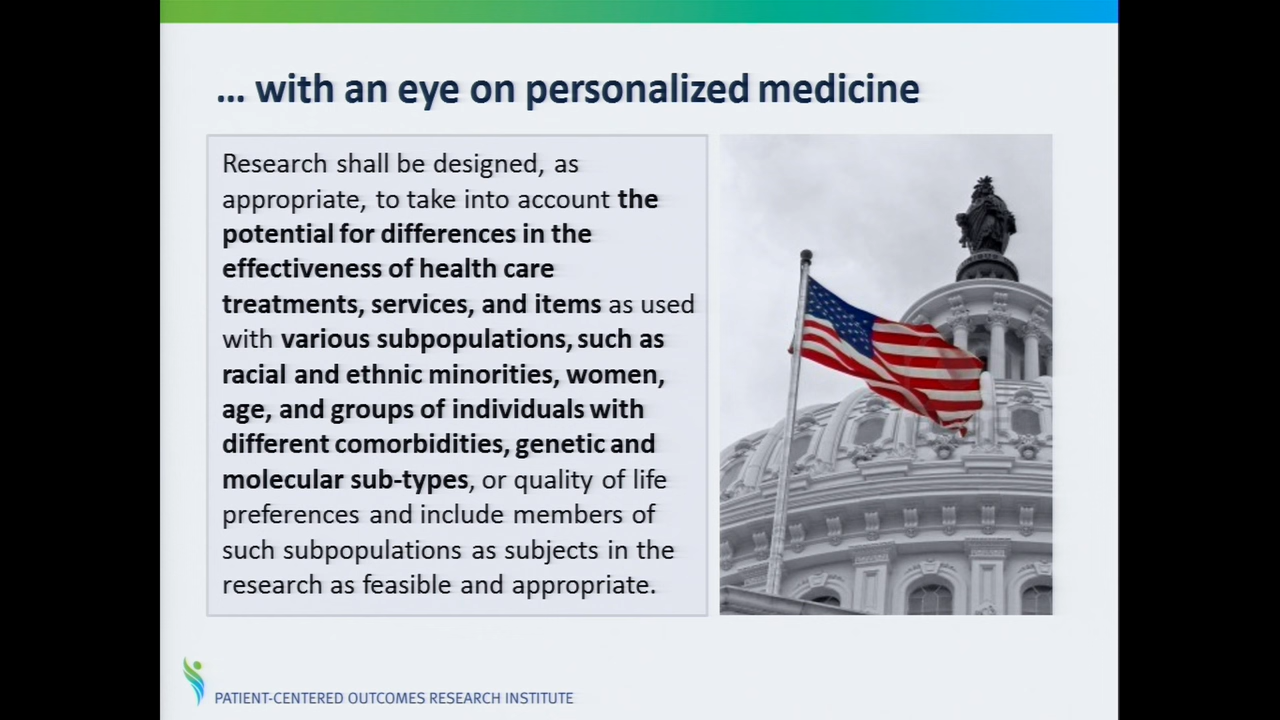 ... with an eye on personalized medicine
Research shall be designed, as
appropriate, to take into account the
potential for differences in the
effectiveness of health care
treatments, services, and items as used
with various subpopulations, such as
racial and ethnic minorities, women,
age, and groups of individuals with
different comorbidities, genetic and
molecular sub-types, or quality of life
preferences and include members of
such subpopulations as subjects in the
research as feasible and appropriate.
PATIENT-CENTERED OUTCOMES RESEARCH INSTITUTE